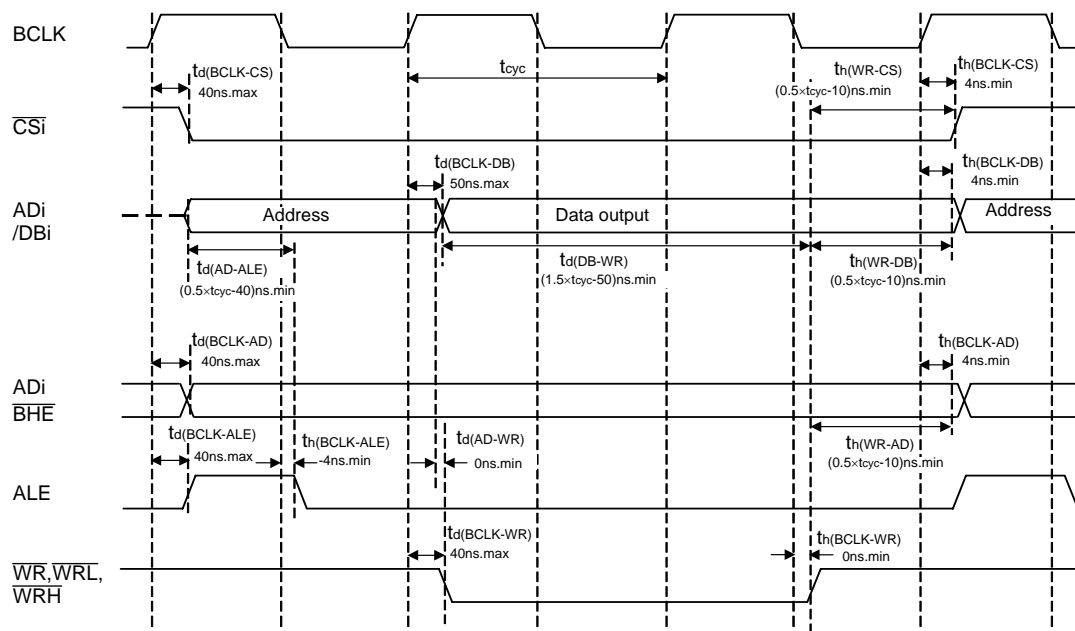 BCLK
td(BCLK-CS)
40ns.max
tcyc
th(WR-CS)
(0.5×tcyc-10)ns.min
th(BCLK-CS)
4ns.min
CSi
td(BCLK-DB)
50ns.max
th(BCLK-DB)
4ns.min
ADi
/DBi
Address
Data output
Address
td(AD-ALE)
(0.5×tcyc-40)ns.min
td(DB-WR)
(1.5×tcyc-50)ns.min
th(WR-DB)
(0.5×tcyc-10)ns.min
td(BCLK-AD)
40ns.max
th(BCLK-AD)
4ns.min
ADi
BHE
td(BCLK-ALE)
40ns.max
th(BCLK-ALE)
-4ns.min
td(AD-WR)
0ns.min
th(WR-AD)
(0.5×tcyc-10)ns.min
ALE
td(BCLK-WR)
40ns.max
th(BCLK-WR)
0ns.min
WR,WRL,
WRH